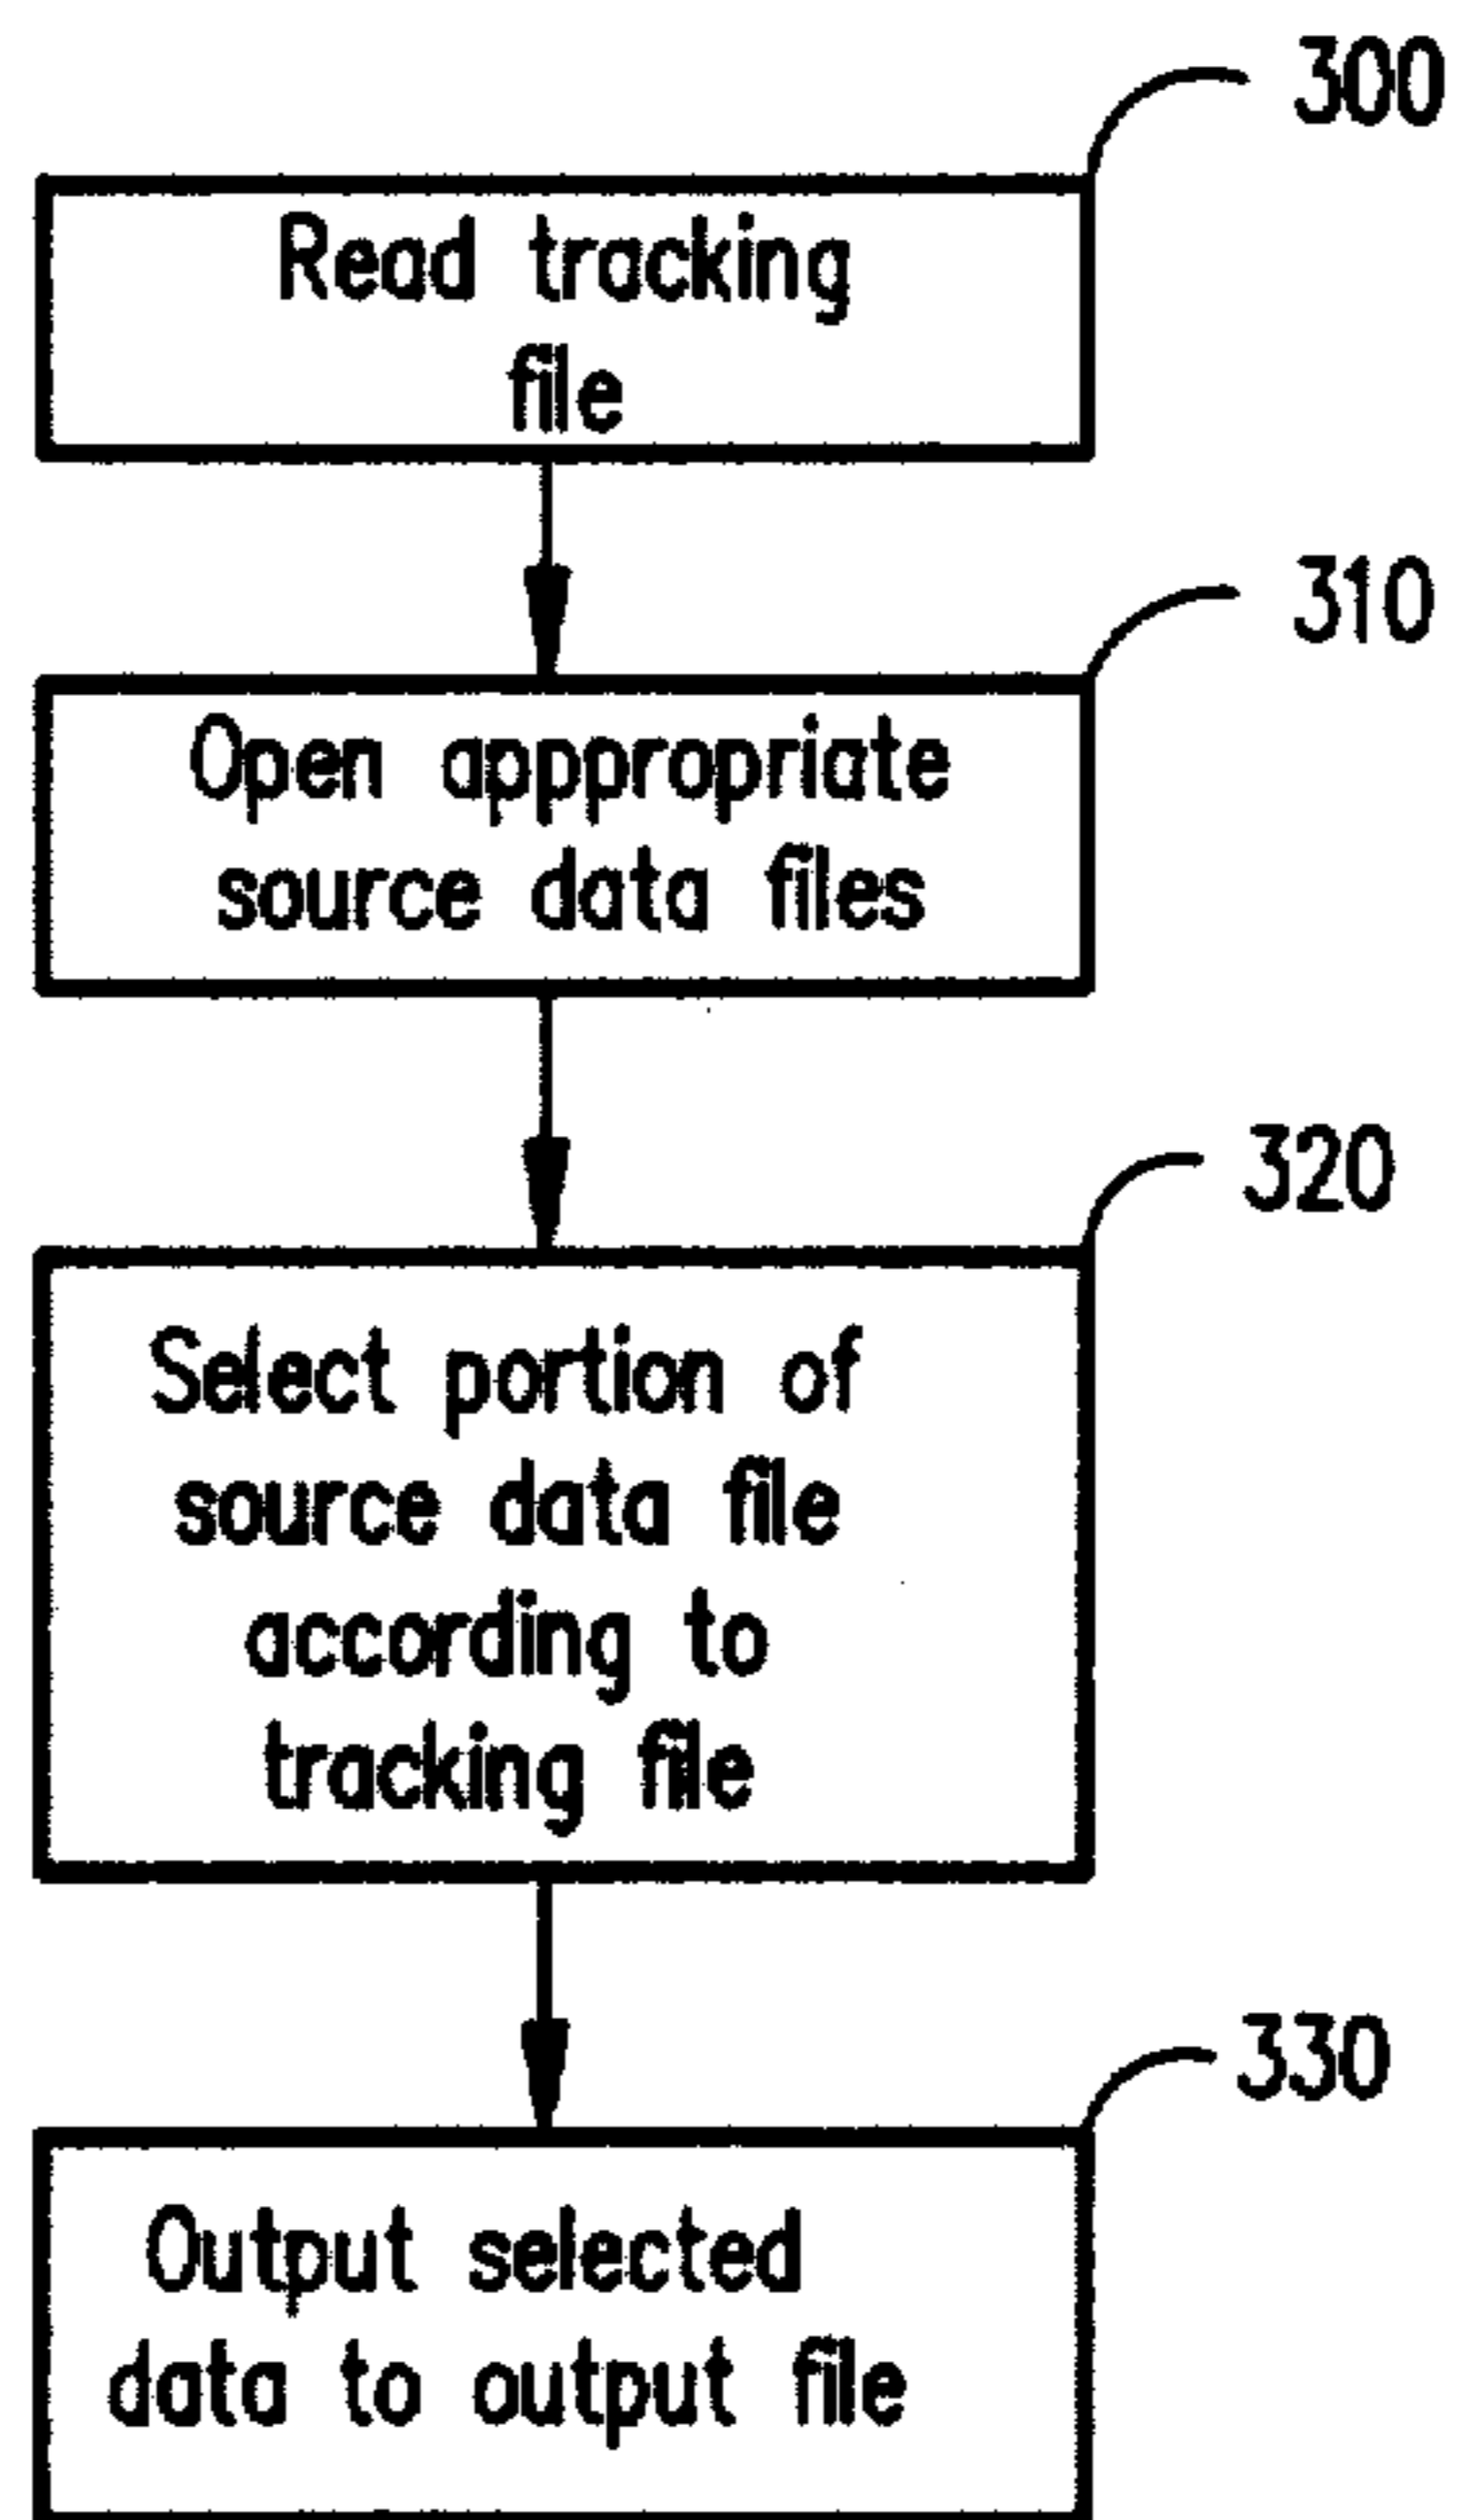 300
Read tracking
file
310
Open appropriate
source data files
320
Select portion of
source data file
according to
tracking file
330
Output selected
data to output file